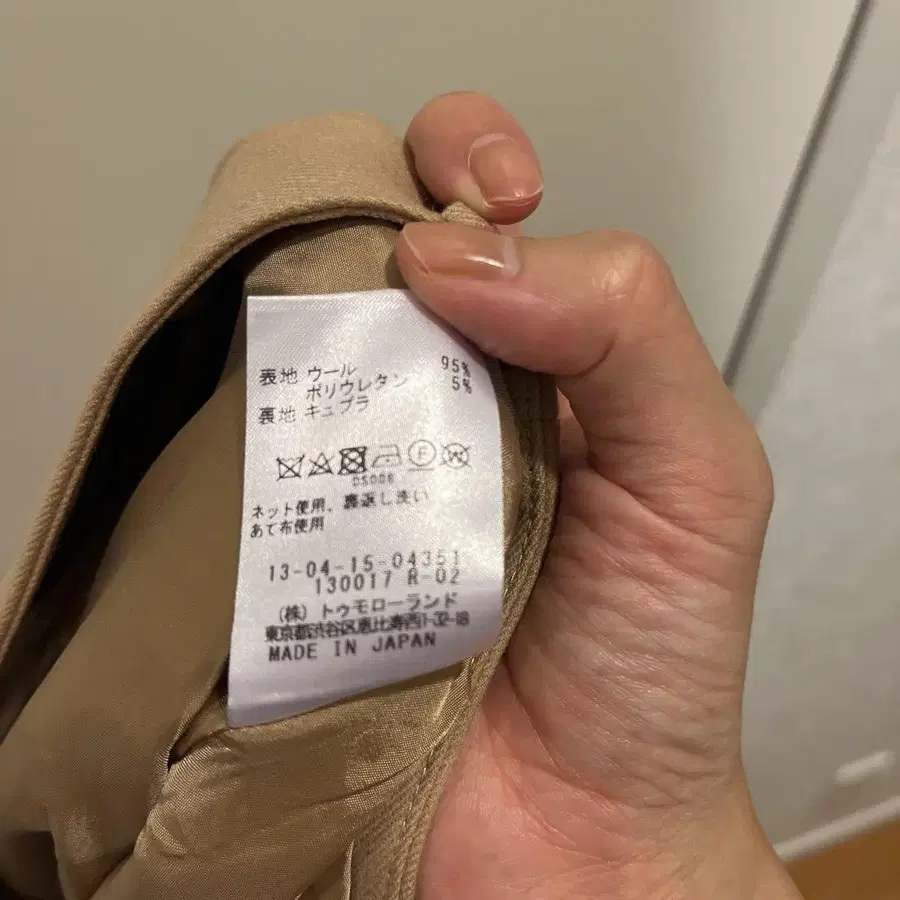 表地 ウール 95%
ポリウレタン 5%
裏地 キュプラ
F W
DS008
ネット使用、裏返し洗い
あて布使用
13-04-15-04351
130017 R-02
(株) トゥモローランド
東京都渋谷区恵比寿西1-32-18
MADE IN JAPAN